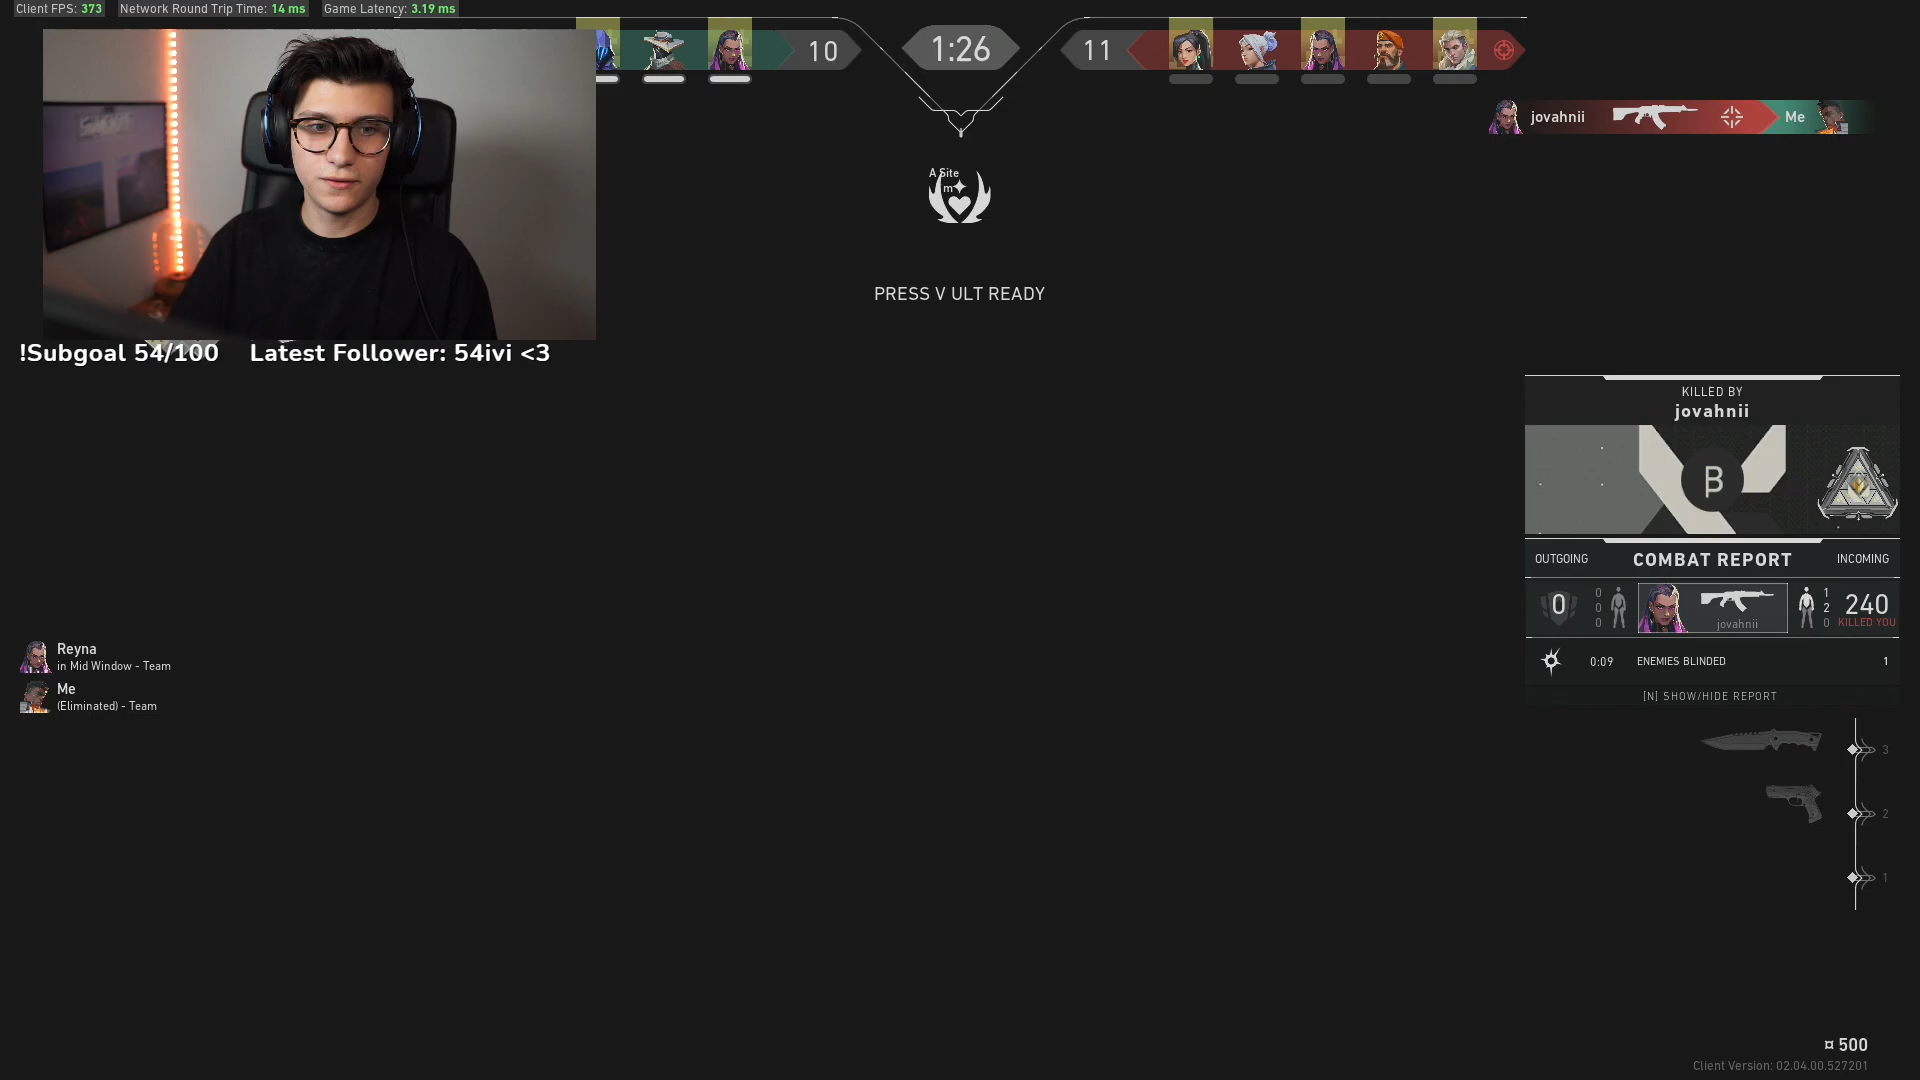 Client FPS: 373 Network Round Trip Time: 14 ms Game Latency: 3.19 ms
10 1:26 11
jovahnii Me
A Site
m
PRESS V ULT READY
!Subgoal 54/100 Latest Follower: 54ivi <3
KILLED BY
jovahnii
β
OUTGOING COMBAT REPORT INCOMING
0 0 0 0 jovahnii 1 2 0 240 KILLED YOU
0:09 ENEMIES BLINDED 1
[N] SHOW/HIDE REPORT
Reyna
in Mid Window - Team
Me
(Eliminated) - Team
3
2
1
¤ 500
Client Version: 02.04.00.527201